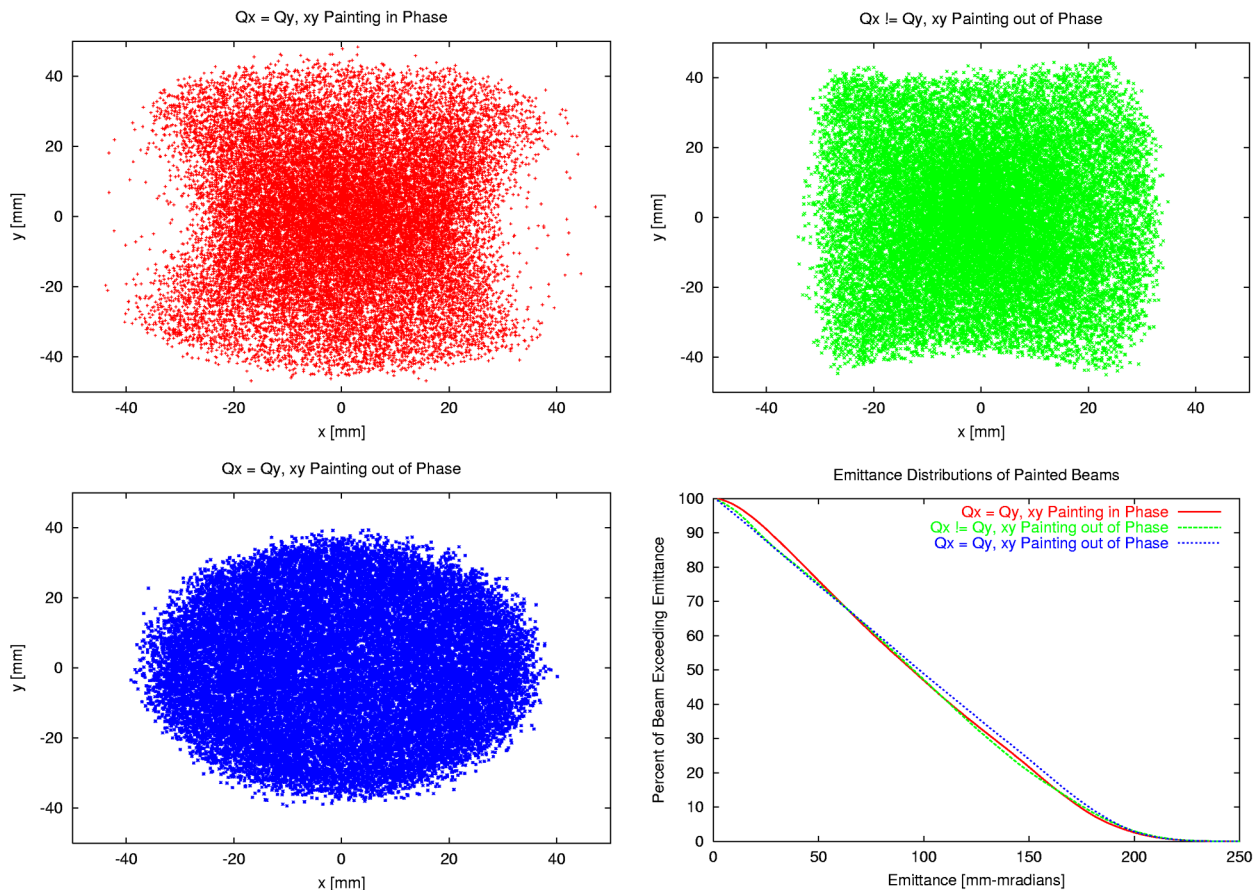 Qx = Qy, xy Painting in Phase
40
20
0
-20
-40
y [mm]
-40 -20 0 20 40
x [mm]
Qx != Qy, xy Painting out of Phase
40
20
0
-20
-40
y [mm]
-40 -20 0 20 40
x [mm]
Qx = Qy, xy Painting out of Phase
40
20
0
-20
-40
y [mm]
-40 -20 0 20 40
x [mm]
Emittance Distributions of Painted Beams
Qx = Qy, xy Painting in Phase
Qx != Qy, xy Painting out of Phase
Qx = Qy, xy Painting out of Phase
100
90
80
70
60
50
40
30
20
10
0
Percent of Beam Exceeding Emittance
0 50 100 150 200 250
Emittance [mm-mradians]